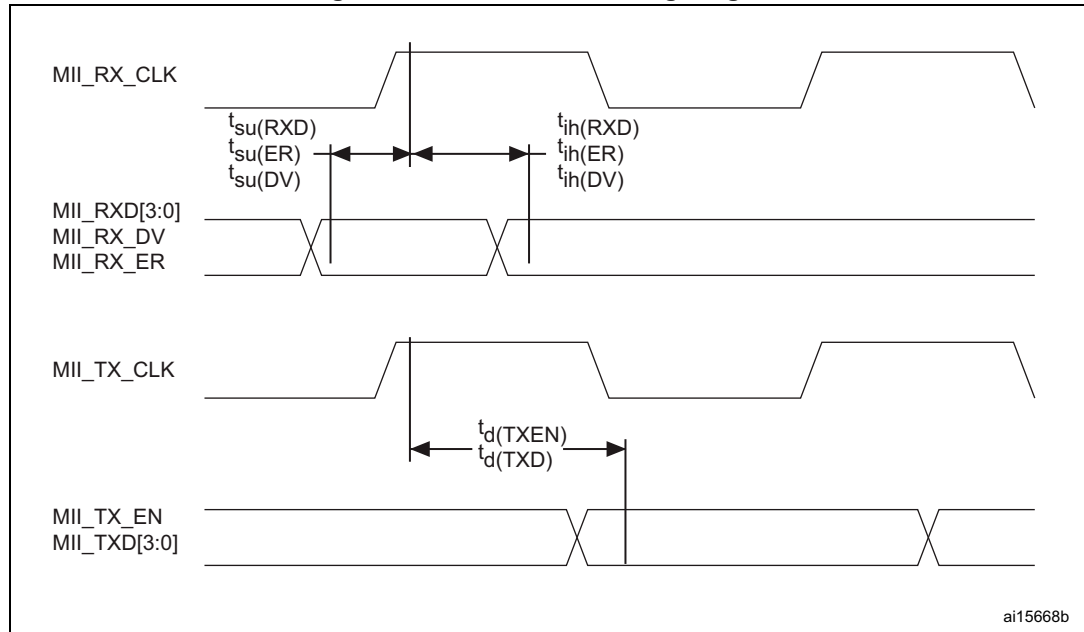 MII_RX_CLK
tsu(RXD)
tsu(ER)
tsu(DV)
tih(RXD)
tih(ER)
tih(DV)
MII_RXD[3:0]
MII_RX_DV
MII_RX_ER
MII_TX_CLK
td(TXEN)
td(TXD)
MII_TX_EN
MII_TXD[3:0]
ai15668b